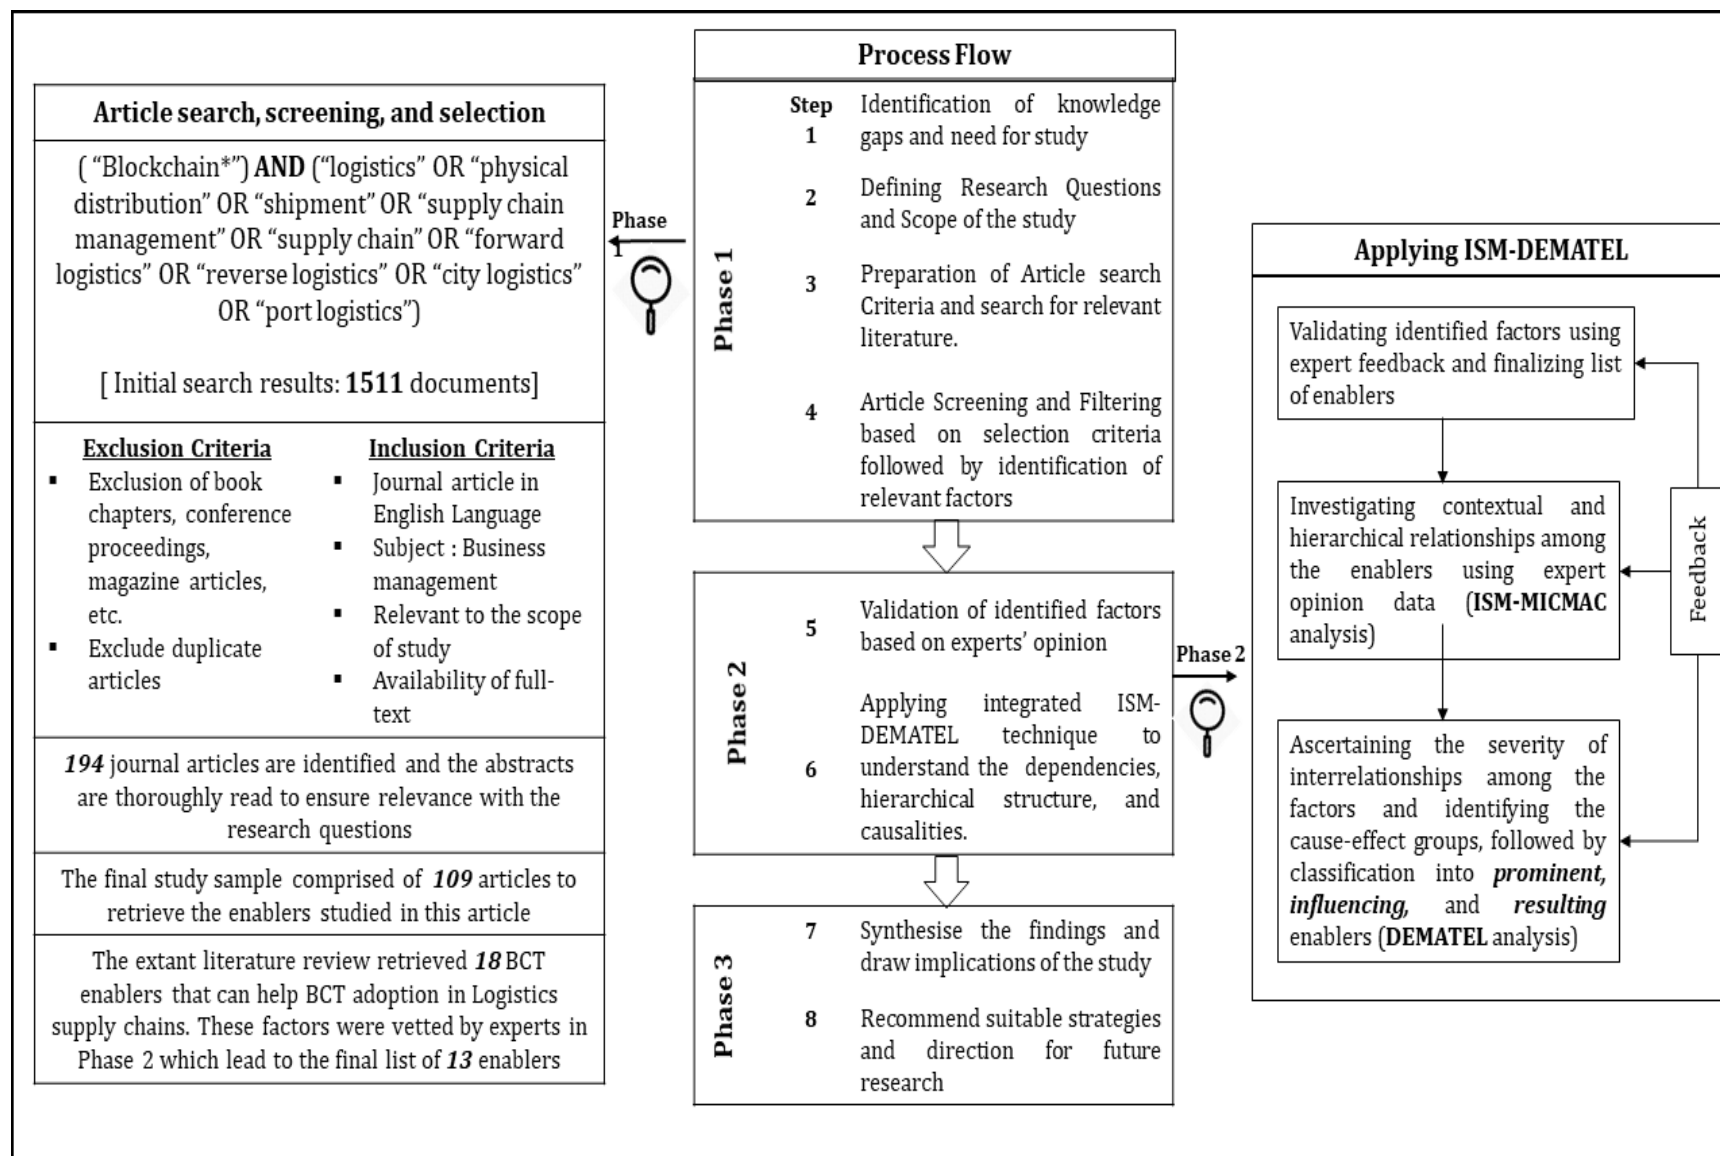 Article search, screening, and selection
( “Blockchain*”) AND (“logistics” OR “physical
distribution” OR “shipment” OR “supply chain
management” OR “supply chain” OR “forward
logistics” OR “reverse logistics” OR “city logistics”
OR “port logistics”)
[ Initial search results: 1511 documents]
Exclusion Criteria
▪ Exclusion of book
chapters, conference
proceedings,
magazine articles,
etc.
▪ Exclude duplicate
articles
Inclusion Criteria
▪ Journal article in
English Language
▪ Subject : Business
management
▪ Relevant to the scope
of study
▪ Availability of full-
text
194 journal articles are identified and the abstracts
are thoroughly read to ensure relevance with the
research questions
The final study sample comprised of 109 articles to
retrieve the enablers studied in this article
The extant literature review retrieved 18 BCT
enablers that can help BCT adoption in Logistics
supply chains. These factors were vetted by experts in
Phase 2 which lead to the final list of 13 enablers
Phase
1
Process Flow
Phase 1
Step
1
Identification of knowledge
gaps and need for study
2
Defining Research Questions
and Scope of the study
3
Preparation of Article search
Criteria and search for relevant
literature.
4
Article Screening and Filtering
based on selection criteria
followed by identification of
relevant factors
Phase 2
5
Validation of identified factors
based on experts’ opinion
6
Applying integrated ISM-
DEMATEL technique to
understand the dependencies,
hierarchical structure, and
causalities.
Phase 3
7
Synthesise the findings and
draw implications of the study
8
Recommend suitable strategies
and direction for future
research
Phase 2
Applying ISM-DEMATEL
Validating identified factors using
expert feedback and finalizing list
of enablers
Investigating contextual and
hierarchical relationships among
the enablers using expert
opinion data (ISM-MICMAC
analysis)
Ascertaining the severity of
interrelationships among the
factors and identifying the
cause-effect groups, followed by
classification into prominent,
influencing, and resulting
enablers (DEMATEL analysis)
Feedback